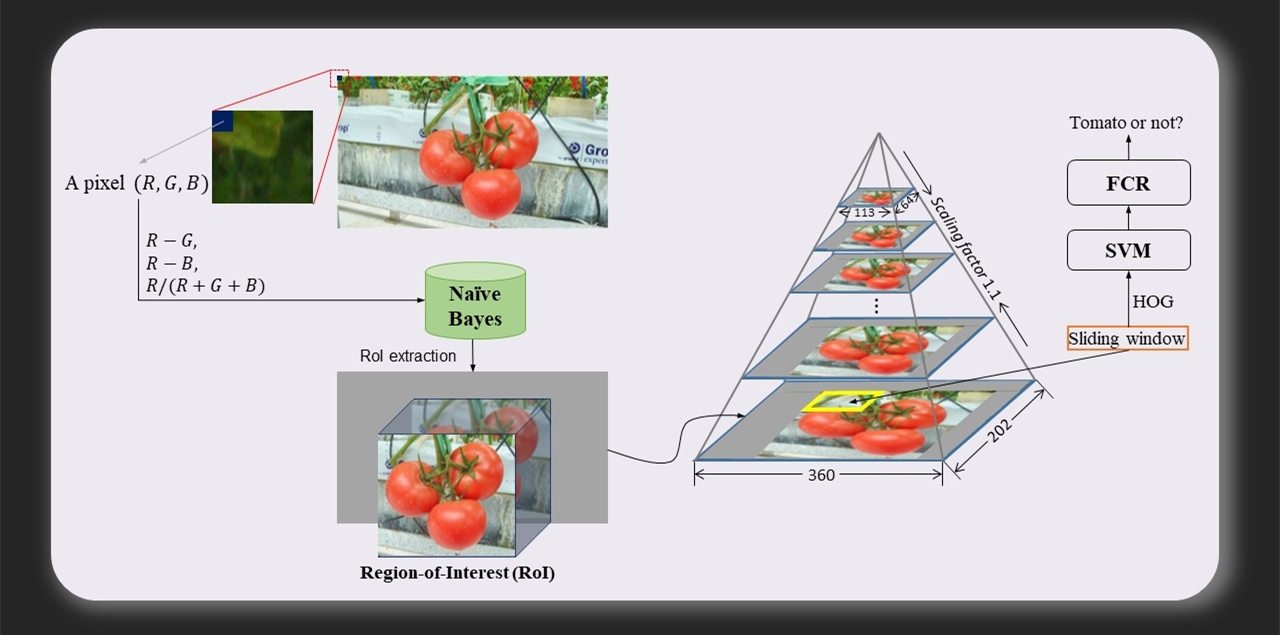 A pixel (R, G, B)
R − G,
R − B,
R/(R + G + B)
Gro
expert
Naïve
Bayes
RoI extraction
Region-of-Interest (RoI)
113
64
Scaling factor 1.1
360
202
Tomato or not?
FCR
SVM
HOG
Sliding window